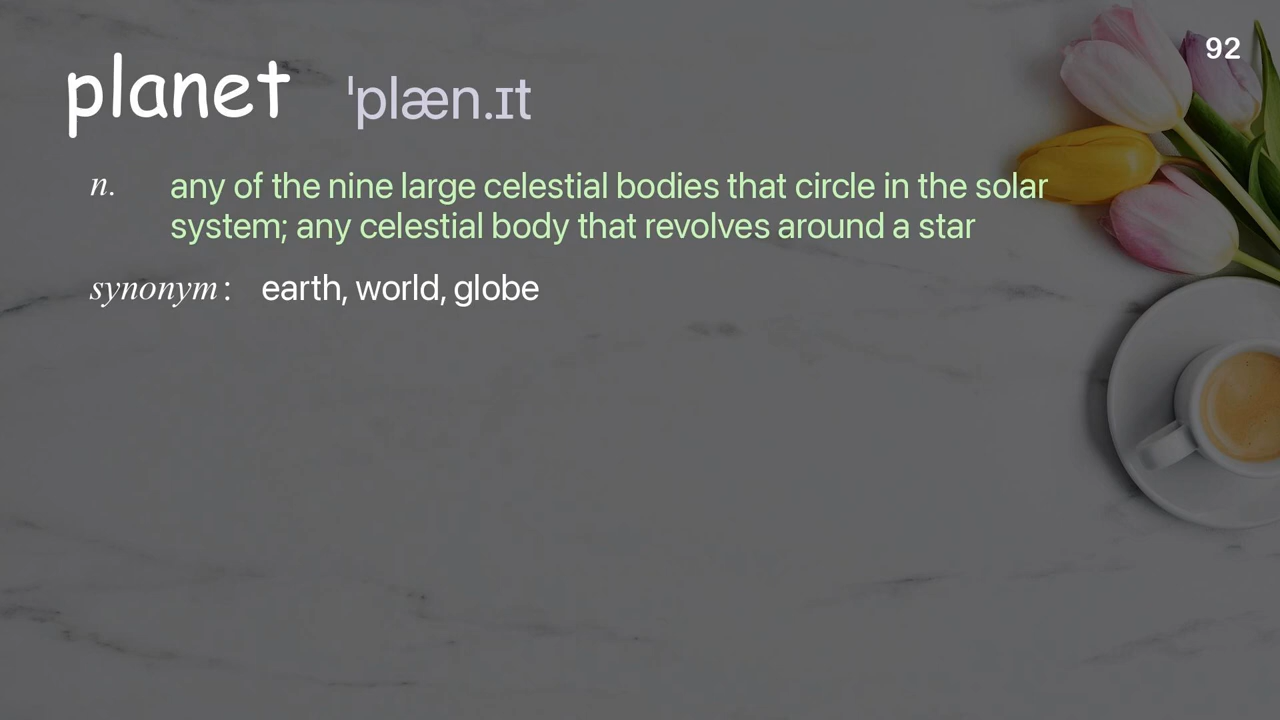 92
planet ˈplæn.ɪt
n. any of the nine large celestial bodies that circle in the solar
system; any celestial body that revolves around a star
synonym: earth, world, globe